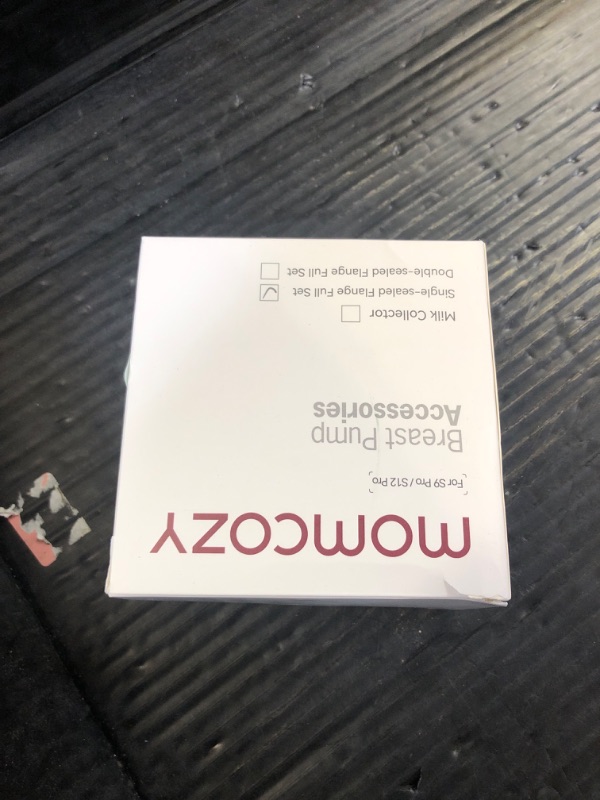 momcozy
For S9 Pro / S12 Pro
Breast Pump
Accessories
Milk Collector
Single-sealed Flange Full Set
Double-sealed Flange Full Set